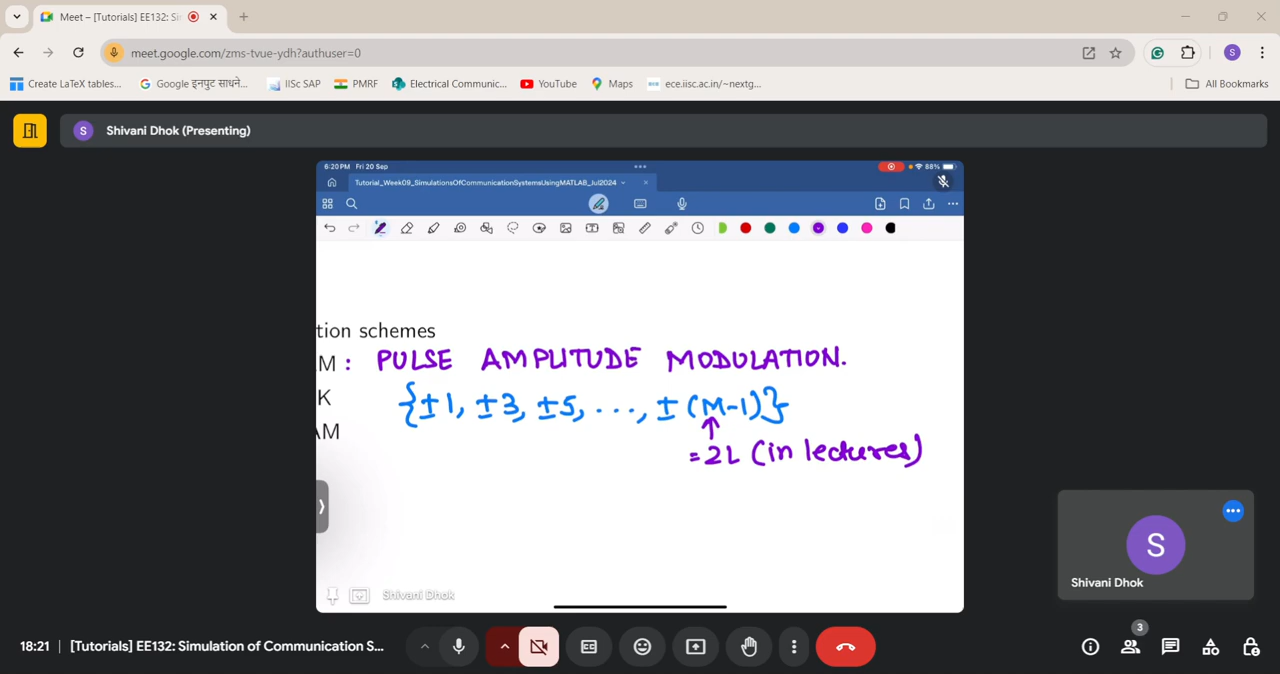 Meet – [Tutorials] EE132: Si
meet.google.com/zms-tvue-ydh?authuser=0
S
Create LaTeX tables...
Google इनपुट साधने...
IISc SAP
PMRF
Electrical Communic...
YouTube
Maps
ece.iisc.ac.in/~nextg...
All Bookmarks
S Shivani Dhok (Presenting)
6:20 PM Fri 20 Sep
88%
Tutorial_Week09_SimulationsOfCommunicationSystemsUsingMATLAB_Jul2024
tion schemes
M : PULSE AMPLITUDE MODULATION.
K {±1, ±3, ±5, ..., ±(M-1)}
AM ↑
= 2L (in lectures)
Shivani Dhok
S
Shivani Dhok
3
18:21 | [Tutorials] EE132: Simulation of Communication S...